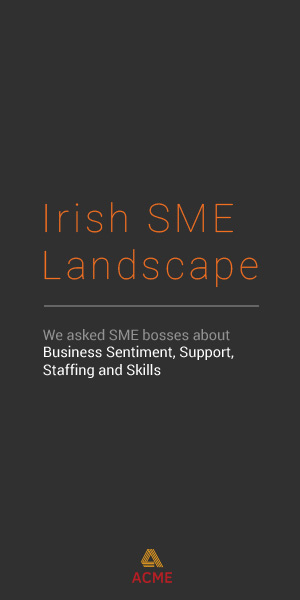 Irish SME
Landscape
We asked SME bosses about
Business Sentiment, Support,
Staffing and Skills
ACME